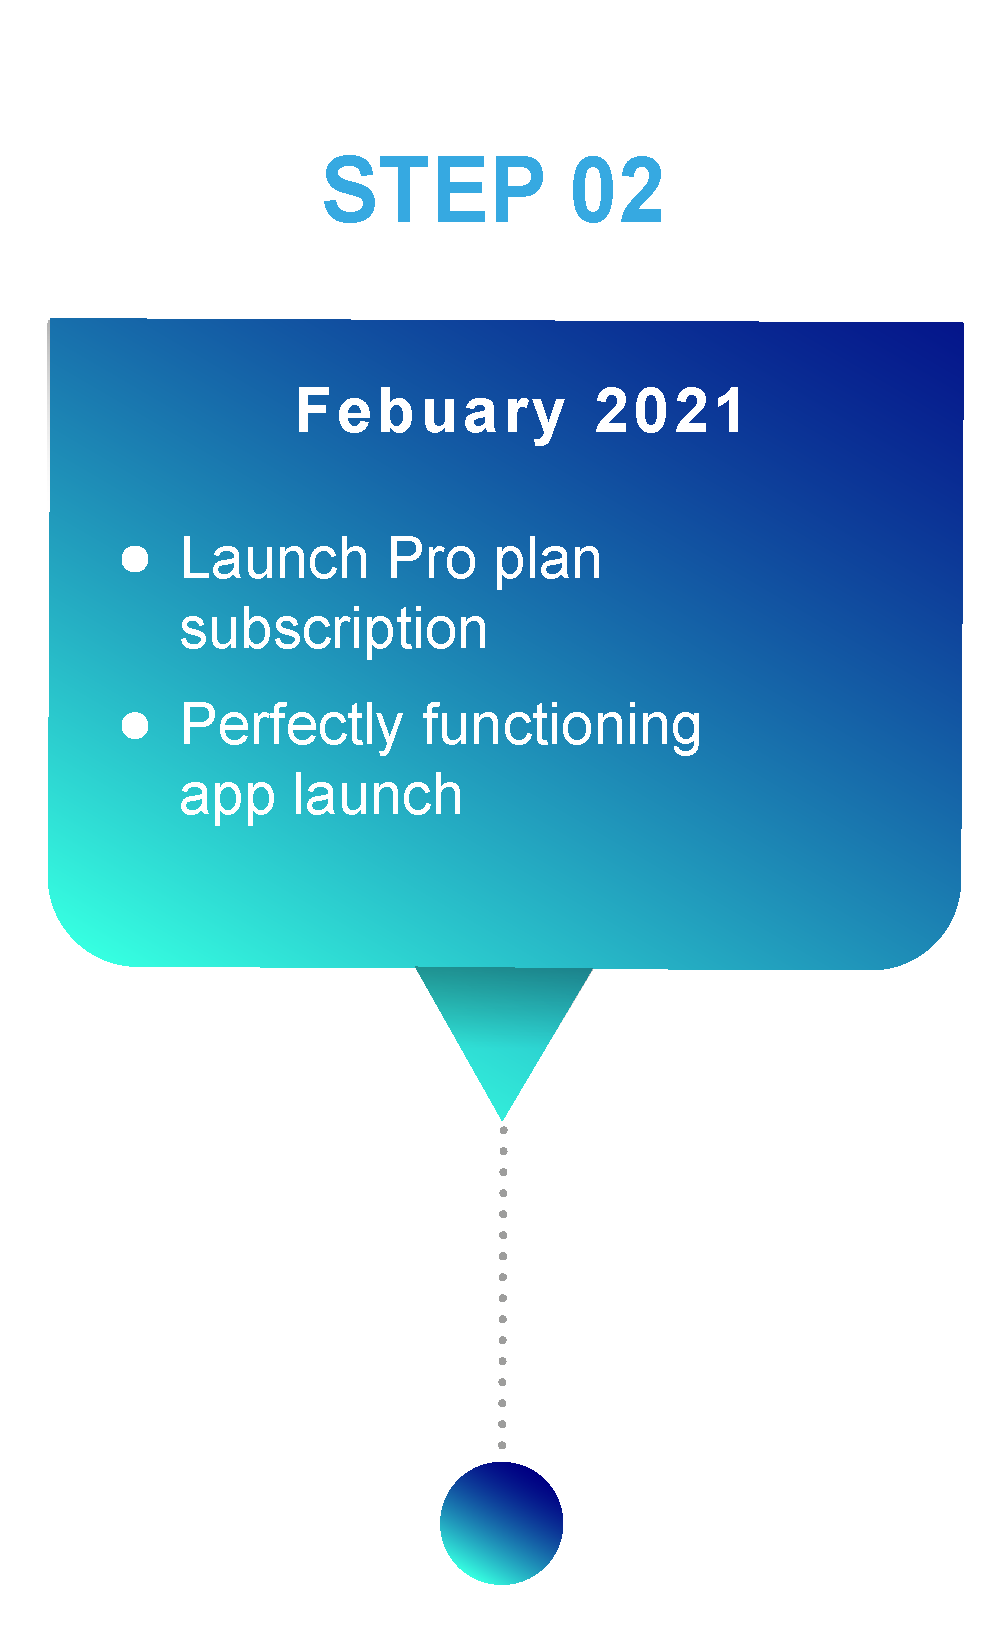 STEP 02
Febuary 2021
● Launch Pro plan
subscription
● Perfectly functioning
app launch